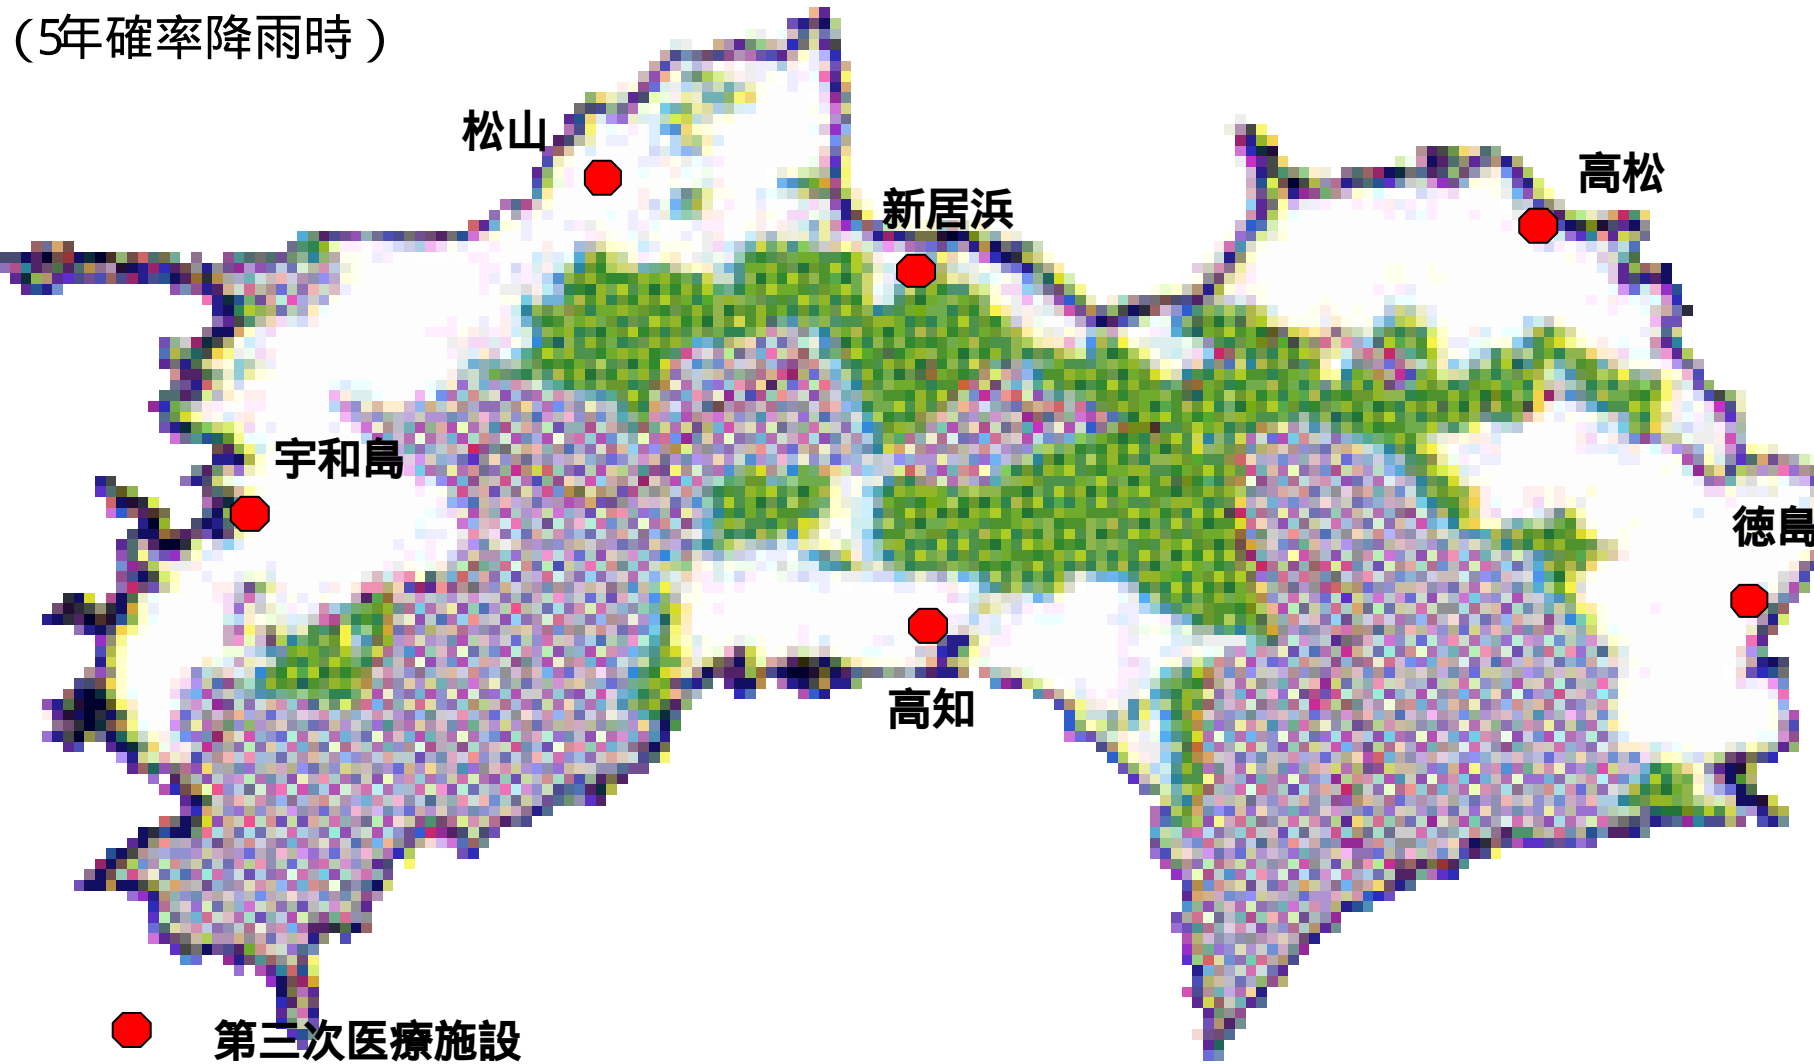 (5年確率降雨時)
松山
高松
新居浜
宇和島
徳島
高知
第三次医療施設